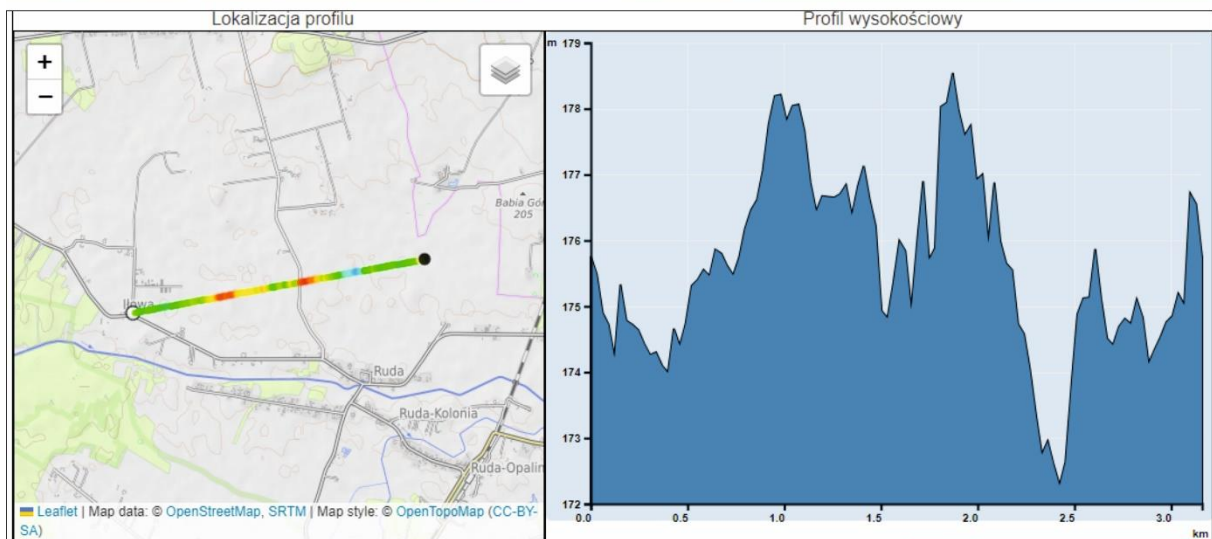 Lokalizacja profilu
Profil wysokościowy
+
−
Babia Gór
205
Iłowa
Ruda
Ruda-Kolonia
Ruda-Opalin
Leaflet | Map data: © OpenStreetMap, SRTM | Map style: © OpenTopoMap (CC-BY-
SA)
m 179
178
177
176
175
174
173
172
0.0 0.5 1.0 1.5 2.0 2.5 3.0
km